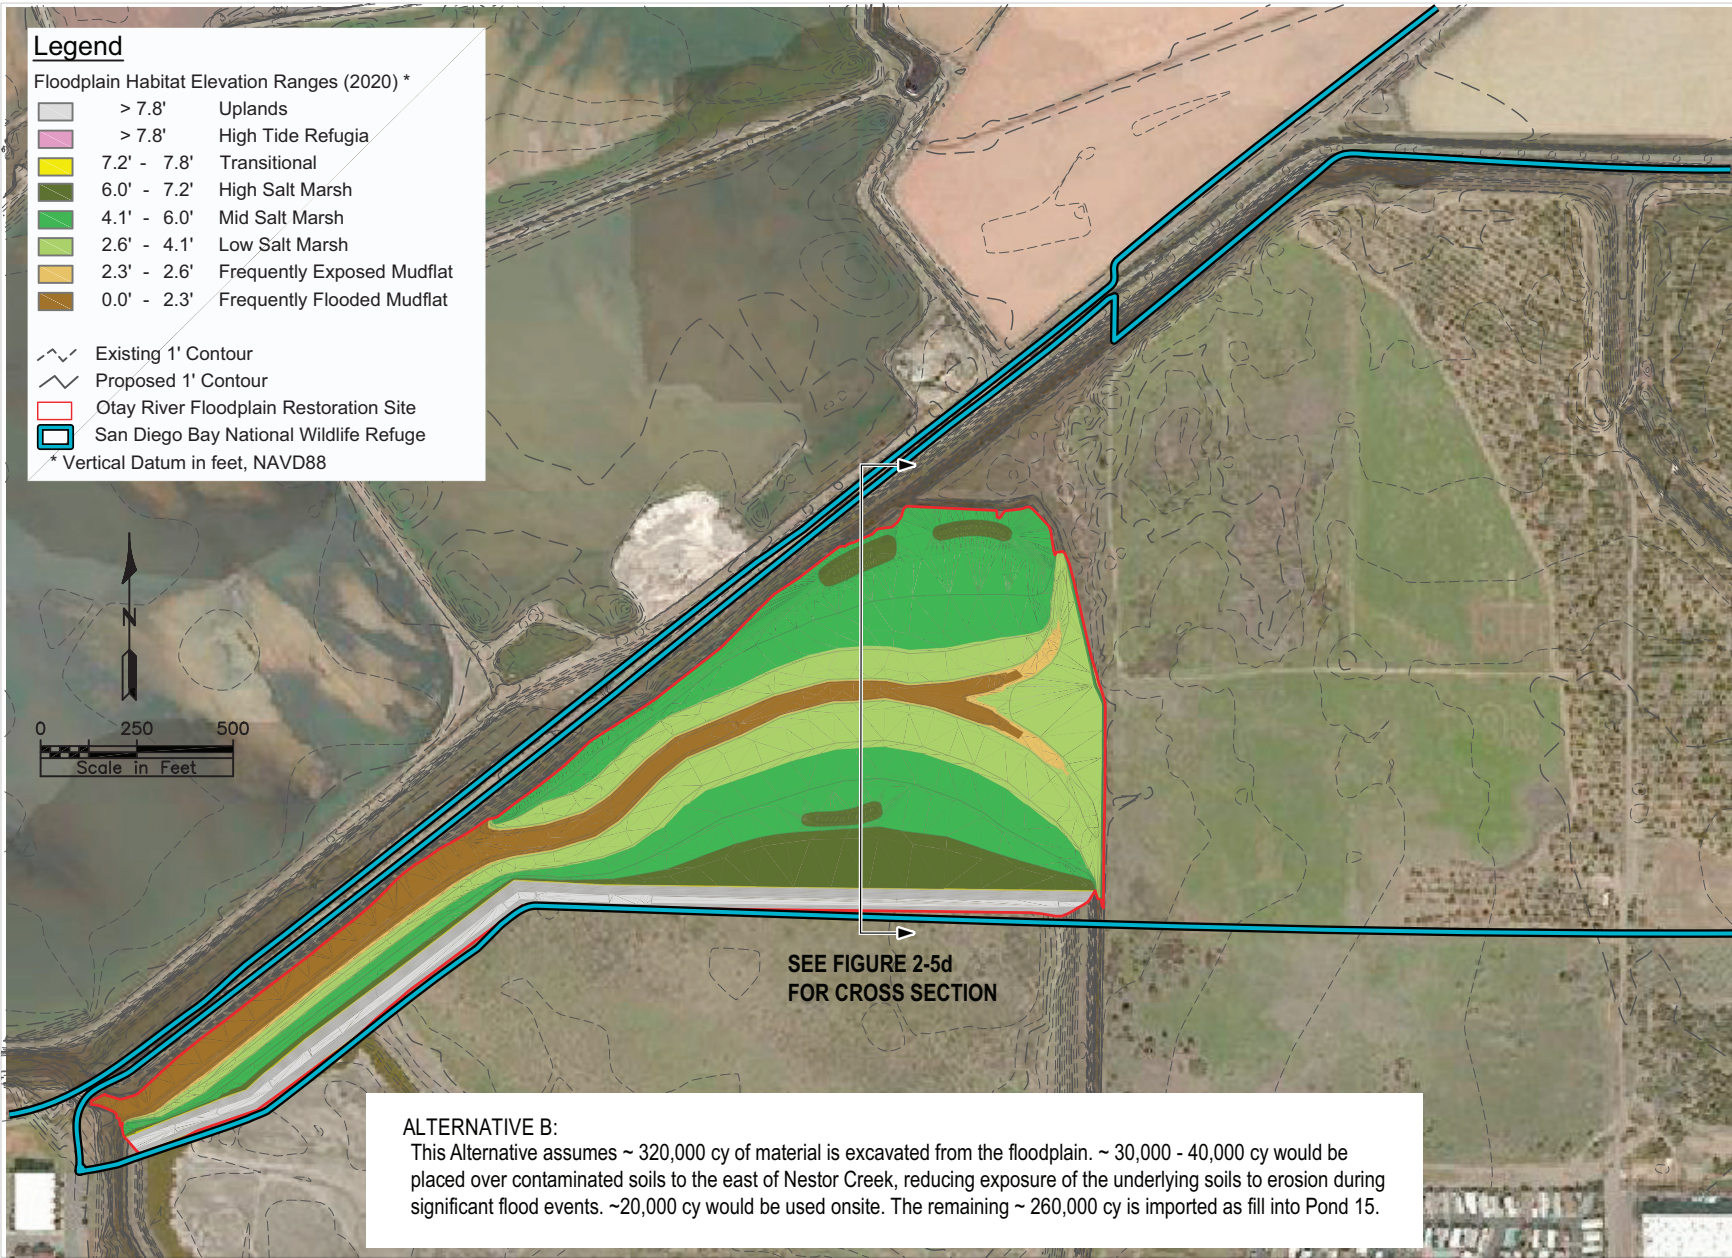 Legend
Floodplain Habitat Elevation Ranges (2020) *
> 7.8' Uplands
> 7.8' High Tide Refugia
7.2' - 7.8' Transitional
6.0' - 7.2' High Salt Marsh
4.1' - 6.0' Mid Salt Marsh
2.6' - 4.1' Low Salt Marsh
2.3' - 2.6' Frequently Exposed Mudflat
0.0' - 2.3' Frequently Flooded Mudflat
Existing 1' Contour
Proposed 1' Contour
Otay River Floodplain Restoration Site
San Diego Bay National Wildlife Refuge
* Vertical Datum in feet, NAVD88
N
0 250 500
Scale in Feet
SEE FIGURE 2-5d
FOR CROSS SECTION
ALTERNATIVE B:
This Alternative assumes ~ 320,000 cy of material is excavated from the floodplain. ~ 30,000 - 40,000 cy would be
placed over contaminated soils to the east of Nestor Creek, reducing exposure of the underlying soils to erosion during
significant flood events. ~20,000 cy would be used onsite. The remaining ~ 260,000 cy is imported as fill into Pond 15.